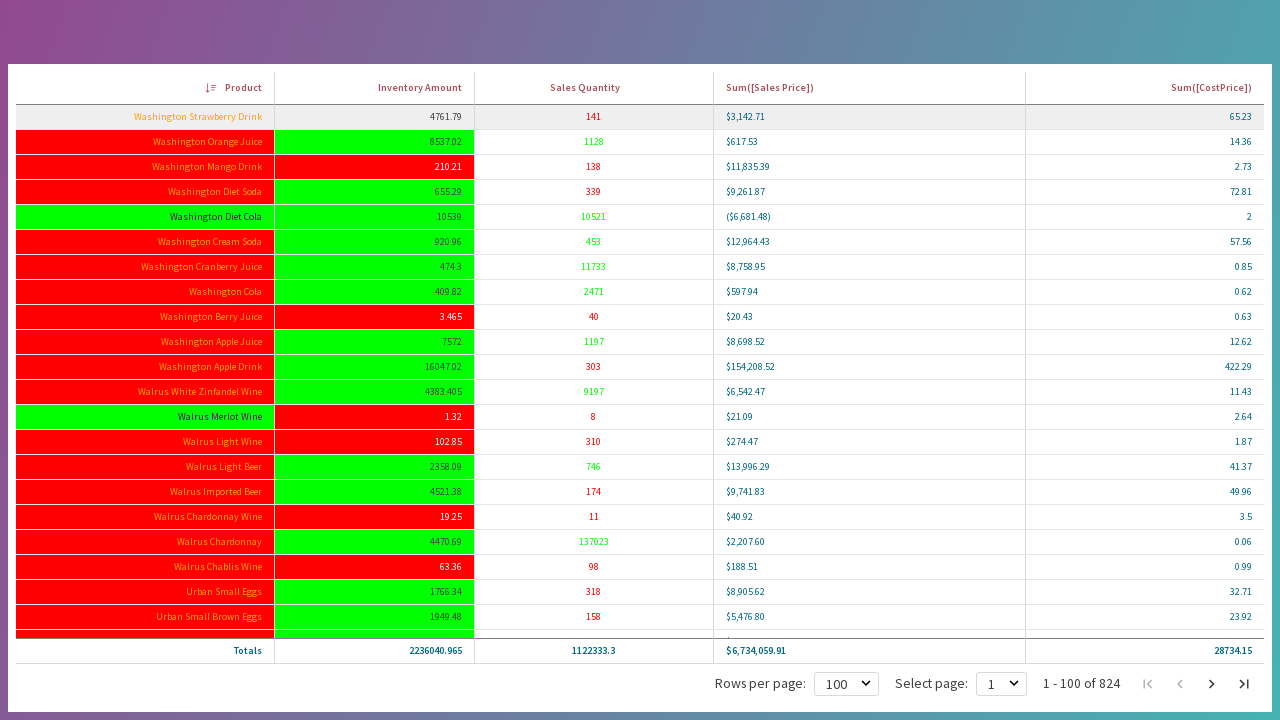 Product Inventory Amount Sales Quantity Sum([Sales Price]) Sum([CostPrice])
Washington Strawberry Drink 4761.79 141 $3,142.71 65.23
Washington Orange Juice 8537.02 1128 $617.53 14.36
Washington Mango Drink 210.21 138 $11,835.39 2.73
Washington Diet Soda 655.29 339 $9,261.87 72.81
Washington Diet Cola 10539 10521 ($6,681.48) 2
Washington Cream Soda 920.96 453 $12,964.43 57.56
Washington Cranberry Juice 474.3 11733 $8,758.95 0.85
Washington Cola 409.82 2471 $597.94 0.62
Washington Berry Juice 3.465 40 $20.43 0.63
Washington Apple Juice 7572 1197 $8,698.52 12.62
Washington Apple Drink 16047.02 303 $154,208.52 422.29
Walrus White Zinfandel Wine 4383.405 9197 $6,542.47 11.43
Walrus Merlot Wine 1.32 8 $21.09 2.64
Walrus Light Wine 102.85 310 $274.47 1.87
Walrus Light Beer 2358.09 746 $13,996.29 41.37
Walrus Imported Beer 4521.38 174 $9,741.83 49.96
Walrus Chardonnay Wine 19.25 11 $40.92 3.5
Walrus Chardonnay 4470.69 137023 $2,207.60 0.06
Walrus Chablis Wine 63.36 98 $188.51 0.99
Urban Small Eggs 1766.34 318 $8,905.62 32.71
Urban Small Brown Eggs 1949.48 158 $5,476.80 23.92
Totals 2236040.965 1122333.3 $6,734,059.91 28734.15
Rows per page: 100 Select page: 1 1 - 100 of 824